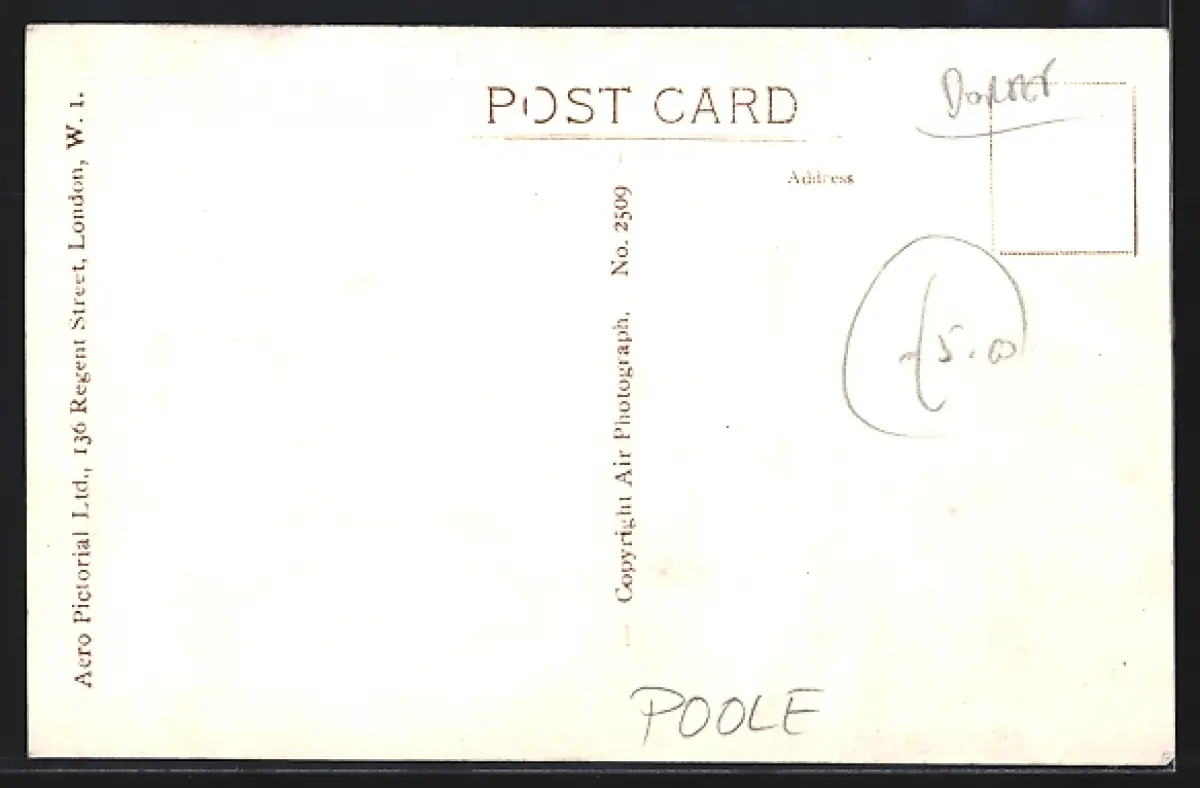 POST CARD
Dorset
Address
Aero Pictorial Ltd., 136 Regent Street, London, W. 1.
Copyright Air Photograph. No. 2509
£5.00
POOLE